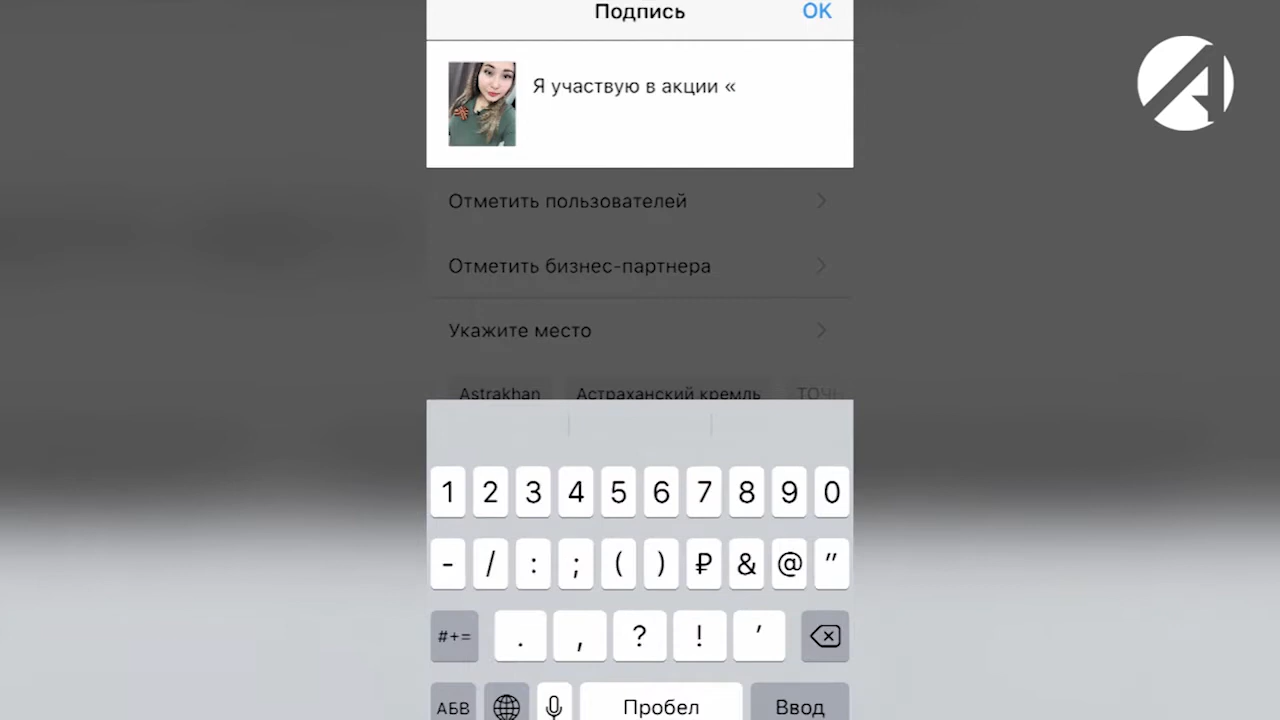 Подпись
OK
Я участвую в акции «
Отметить пользователей
Отметить бизнес-партнера
Укажите место
Astrakhan
Астраханский кремль
1 2 3 4 5 6 7 8 9 0
- / : ; ( ) ₽ & @ "
#+= . , ? ! ’
АБВ Пробел Ввод